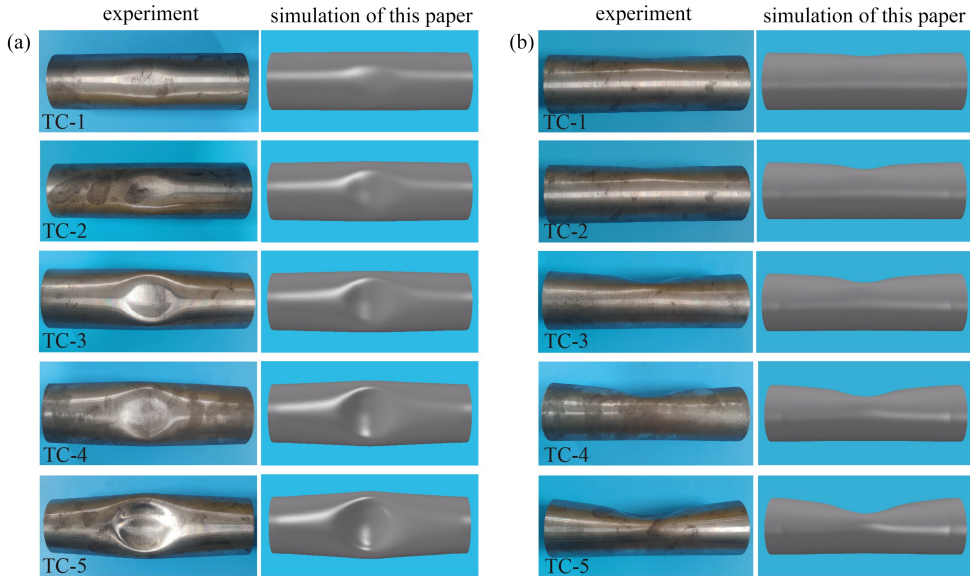 experiment simulation of this paper experiment simulation of this paper
(a) (b)
TC-1 TC-1
TC-2 TC-2
TC-3 TC-3
TC-4 TC-4
TC-5 TC-5